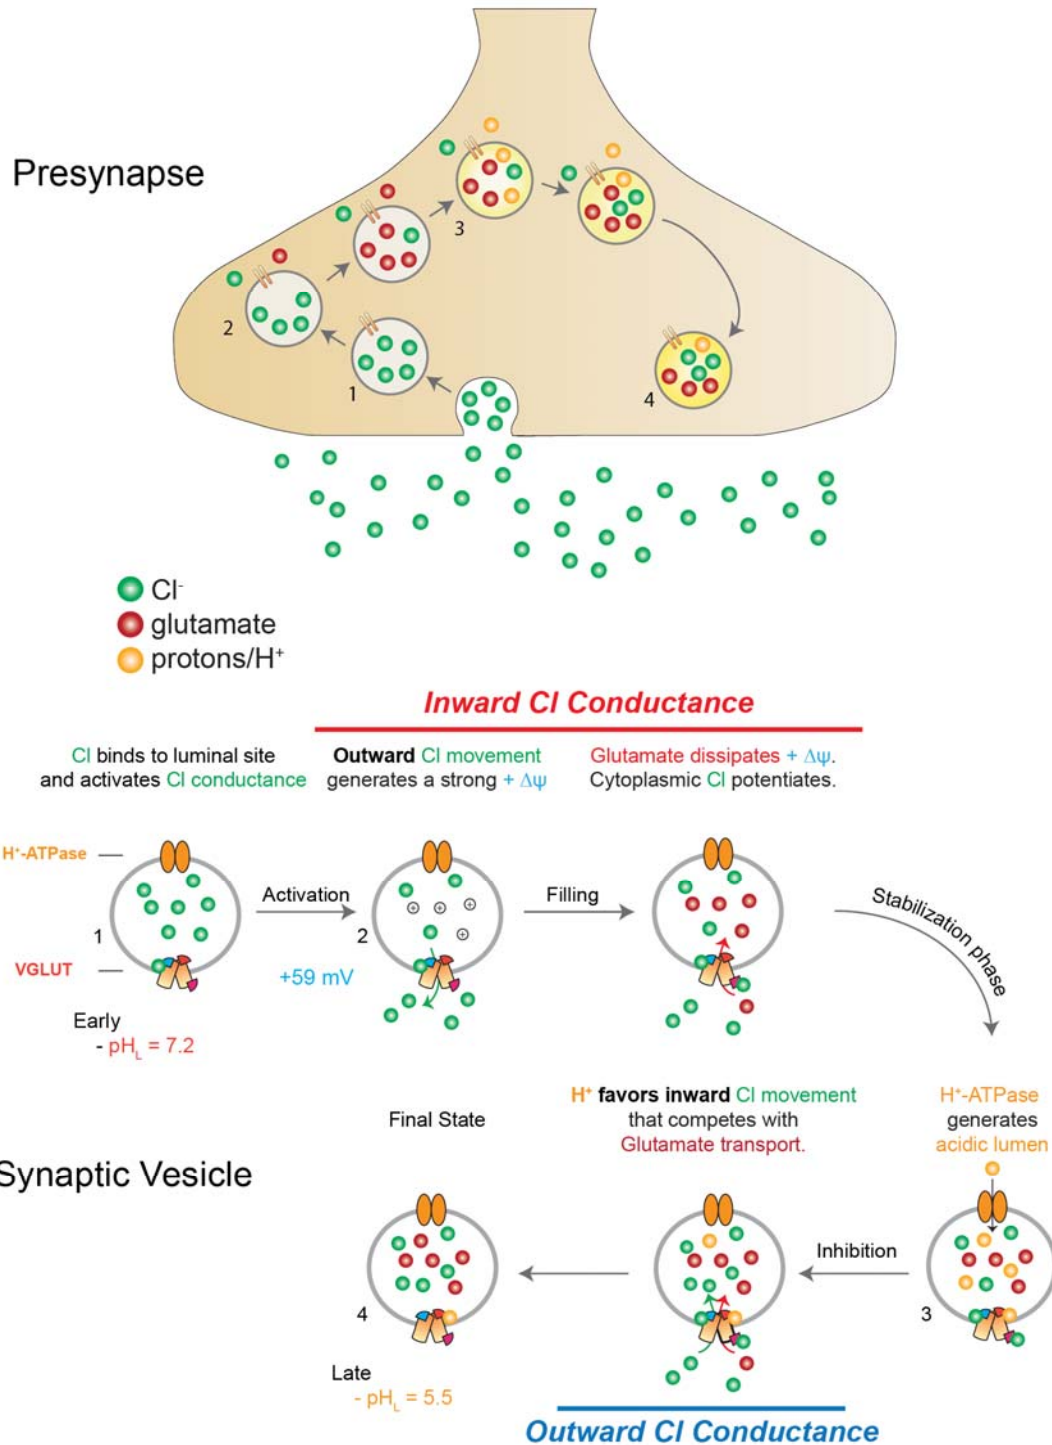 Presynapse
3
2
1
4
Cl-
glutamate
protons/H+
Inward Cl Conductance
Cl binds to luminal site
and activates Cl conductance
Outward Cl movement
generates a strong + Δψ
Glutamate dissipates + Δψ.
Cytoplasmic Cl potentiates.
H+-ATPase
Activation
Filling
Stabilization phase
1
2
VGLUT
+59 mV
Early
- pHL = 7.2
H+ favors inward Cl movement
that competes with
Glutamate transport.
H+-ATPase
generates
acidic lumen
Final State
Synaptic Vesicle
Inhibition
4
3
Late
- pHL = 5.5
Outward Cl Conductance